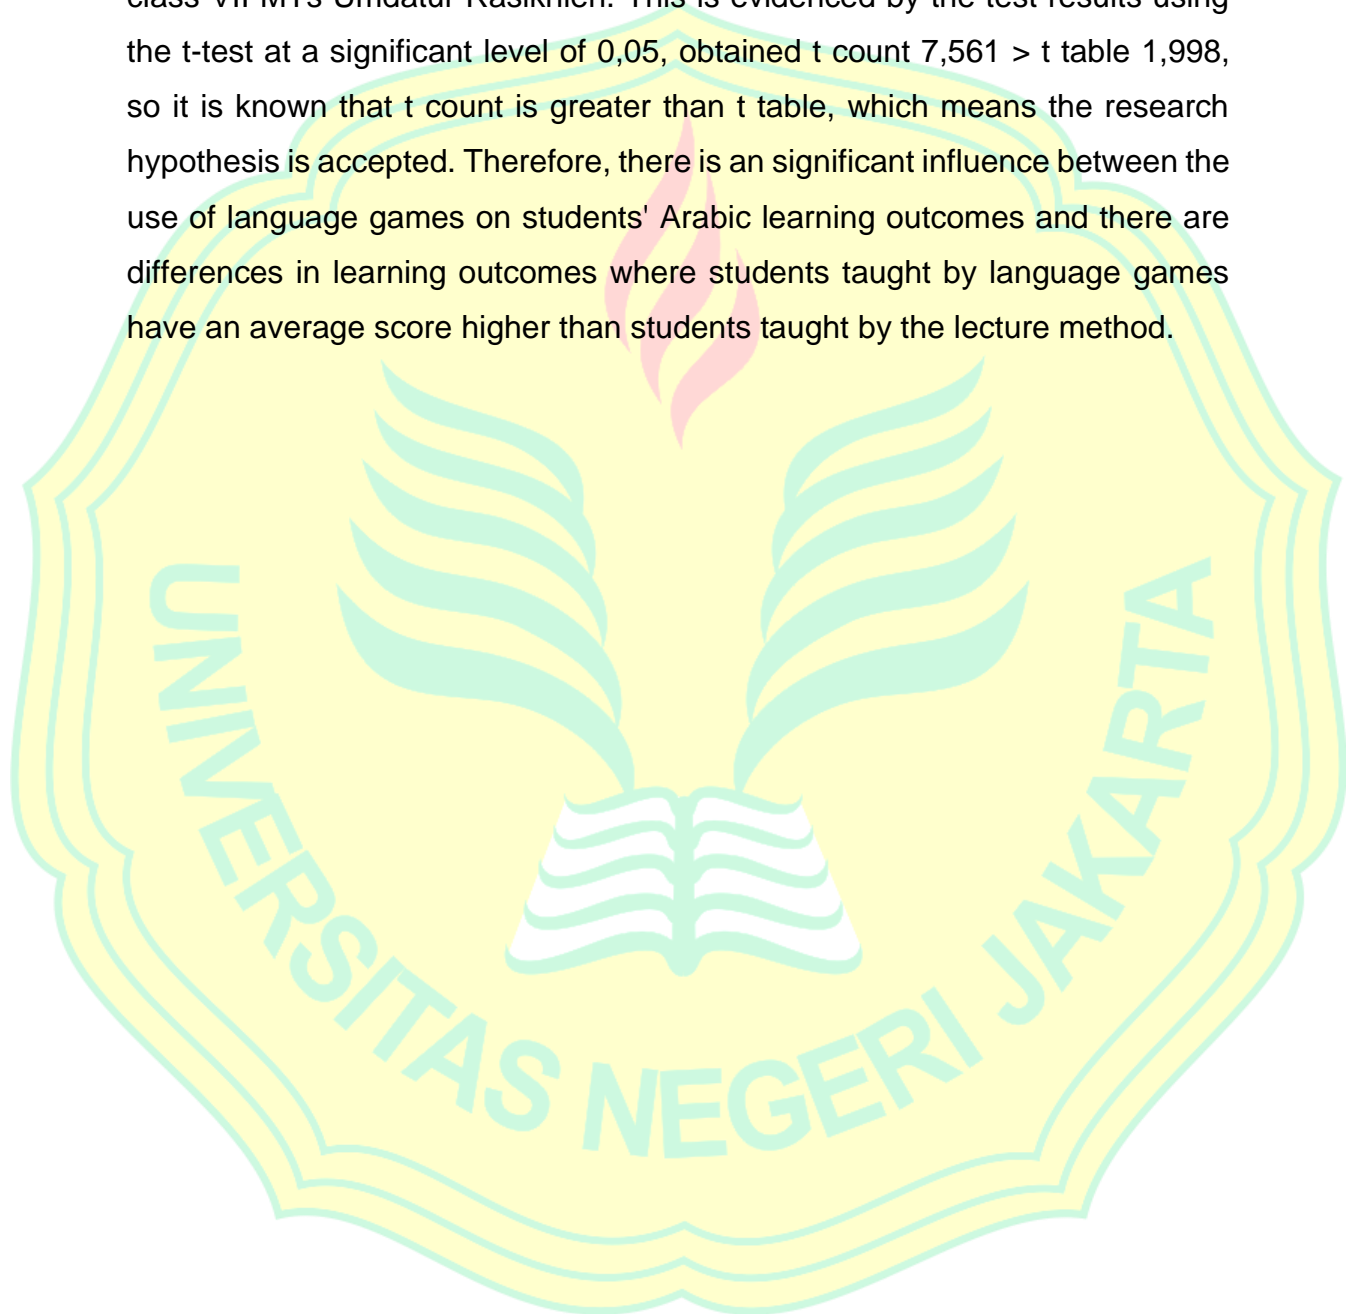 class VII MTs Umdatur Rasikhien. This is evidenced by the test results using
the t-test at a significant level of 0,05, obtained t count 7,561 > t table 1,998,
so it is known that t count is greater than t table, which means the research
hypothesis is accepted. Therefore, there is an significant influence between the
use of language games on students' Arabic learning outcomes and there are
differences in learning outcomes where students taught by language games
have an average score higher than students taught by the lecture method.
UNIVERSITAS NEGERI JAKARTA